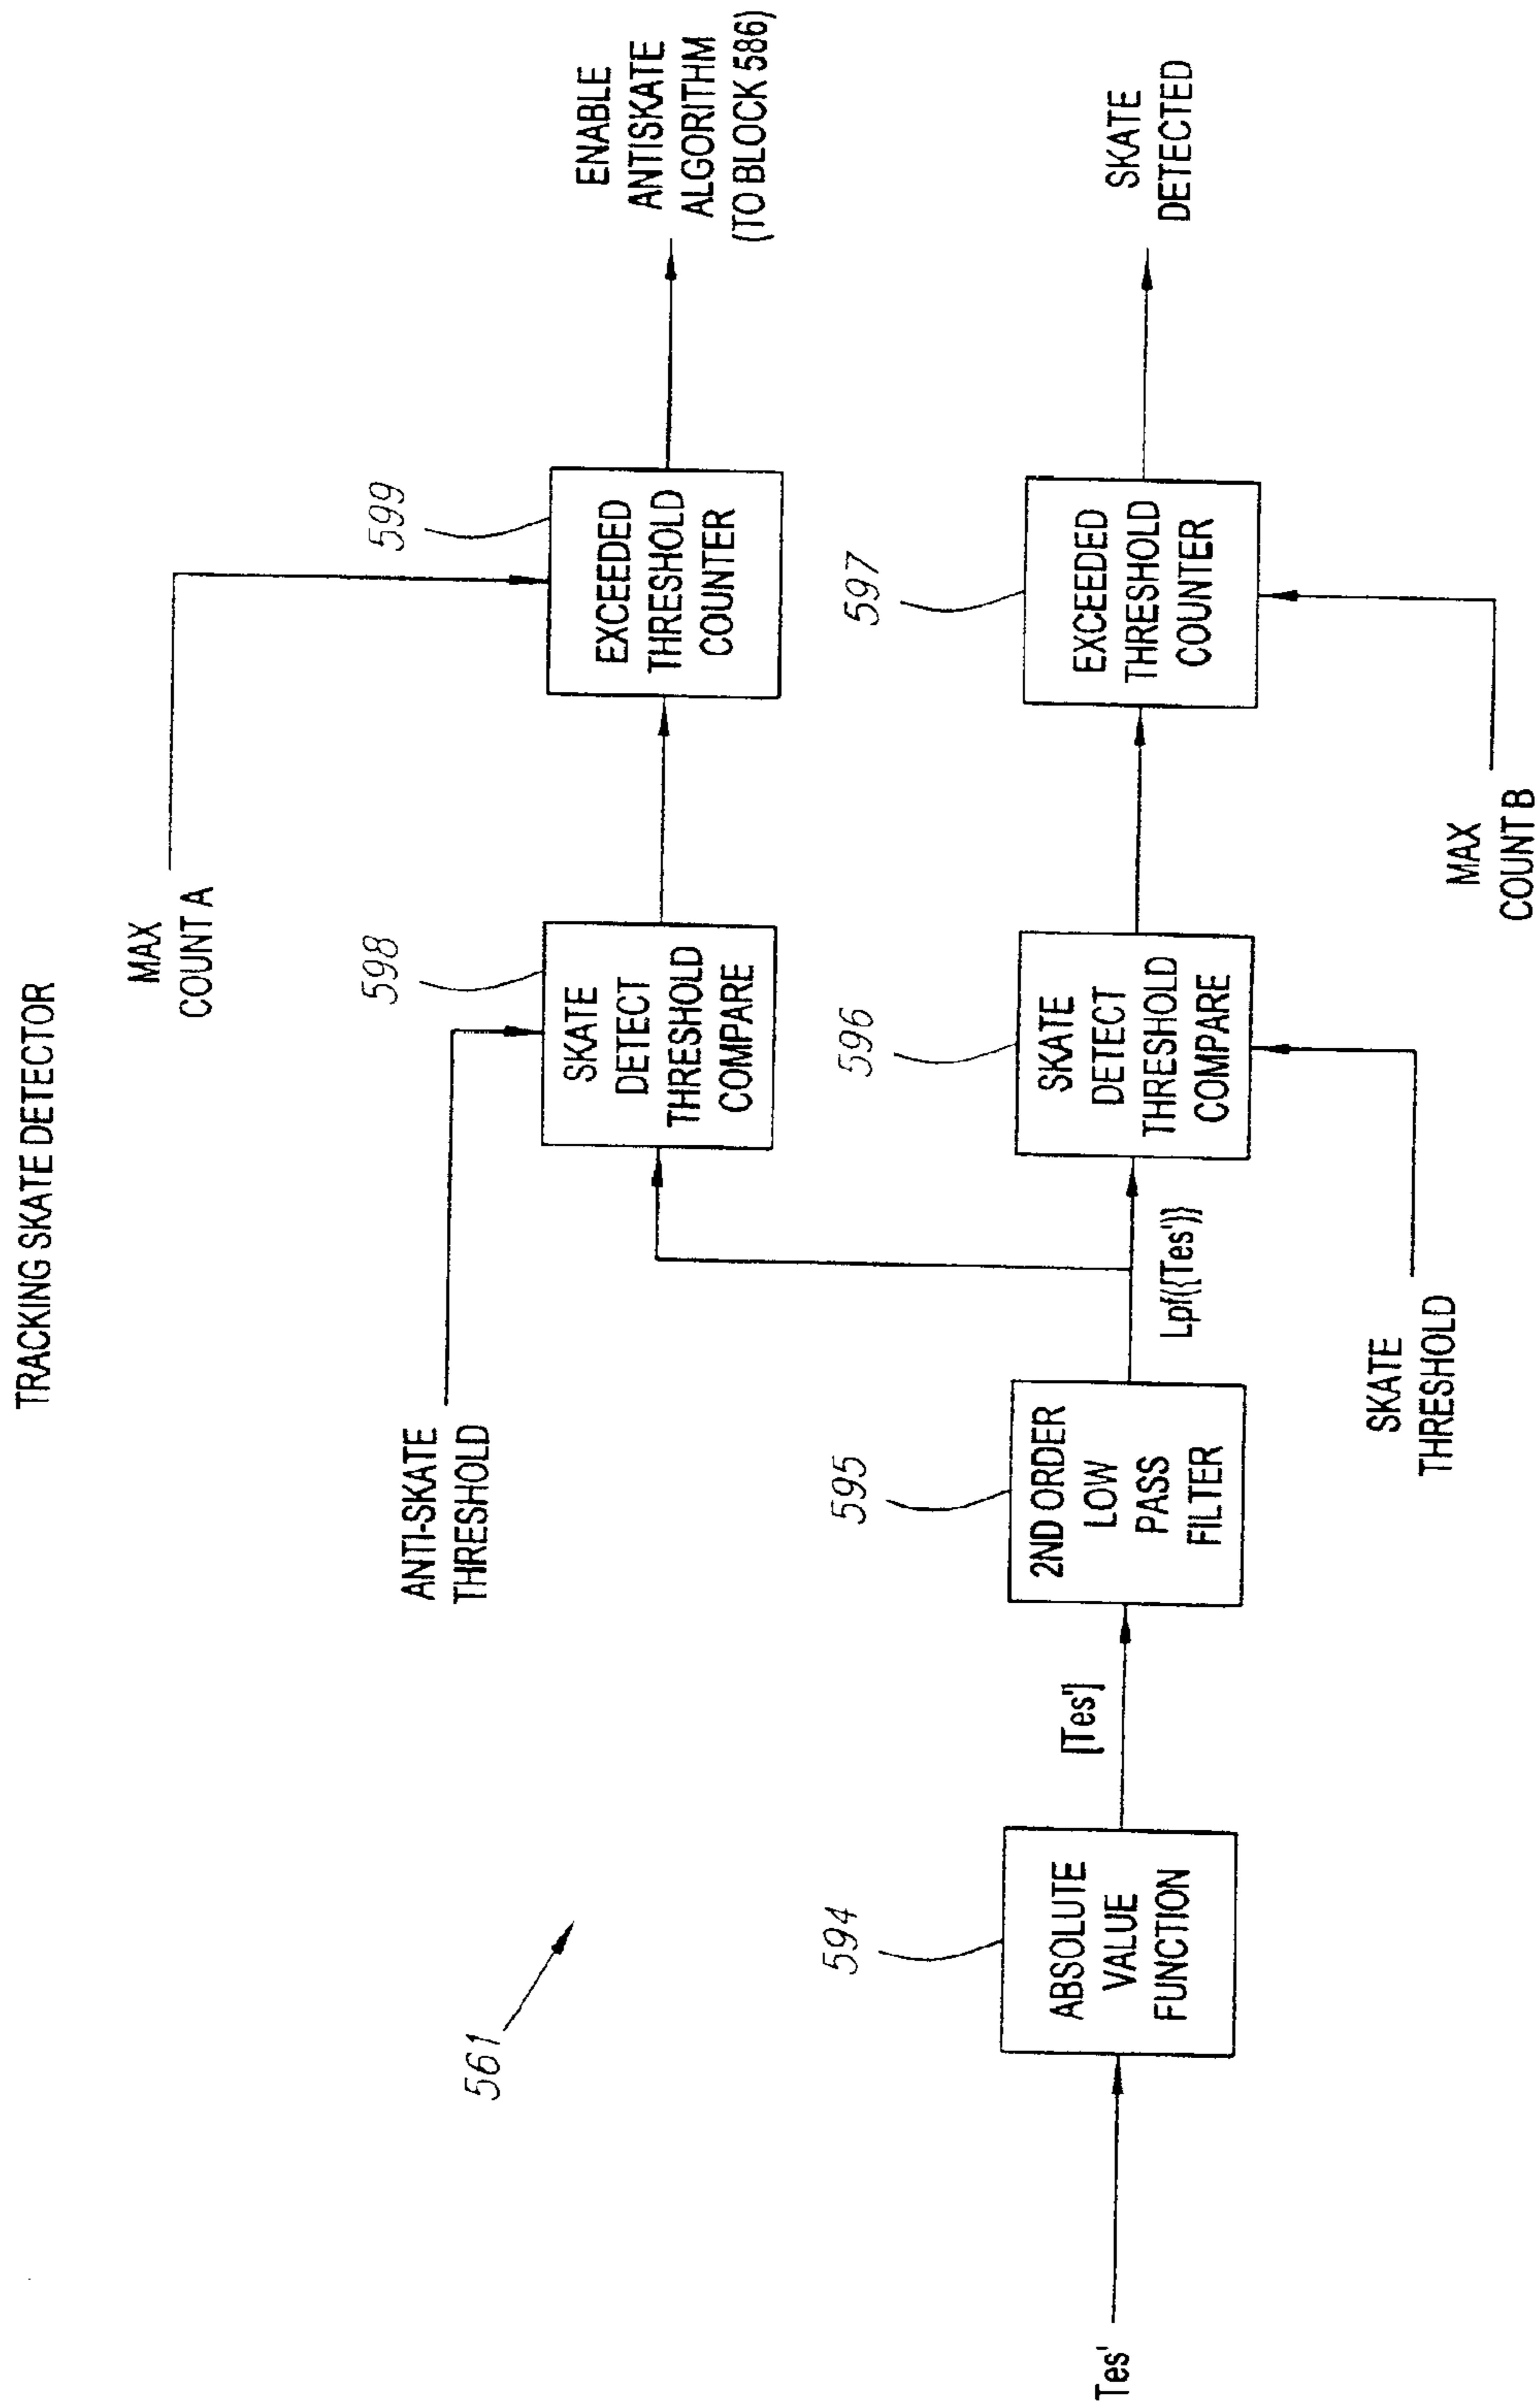 TRACKING SKATE DETECTOR
MAX
COUNT A
ANTI-SKATE
THRESHOLD
598
SKATE
DETECT
THRESHOLD
COMPARE
599
EXCEEDED
THRESHOLD
COUNTER
ENABLE
ANTISKATE
ALGORITHM
(TO BLOCK 586)
561
Tes'
594
ABSOLUTE
VALUE
FUNCTION
[Tes']
595
2ND ORDER
LOW
PASS
FILTER
Lpf({[Tes')}
596
SKATE
DETECT
THRESHOLD
COMPARE
597
EXCEEDED
THRESHOLD
COUNTER
SKATE
DETECTED
SKATE
THRESHOLD
MAX
COUNT B